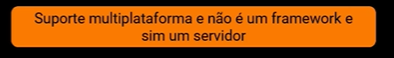 Suporte multiplataforma e não é um framework e
sim um servidor